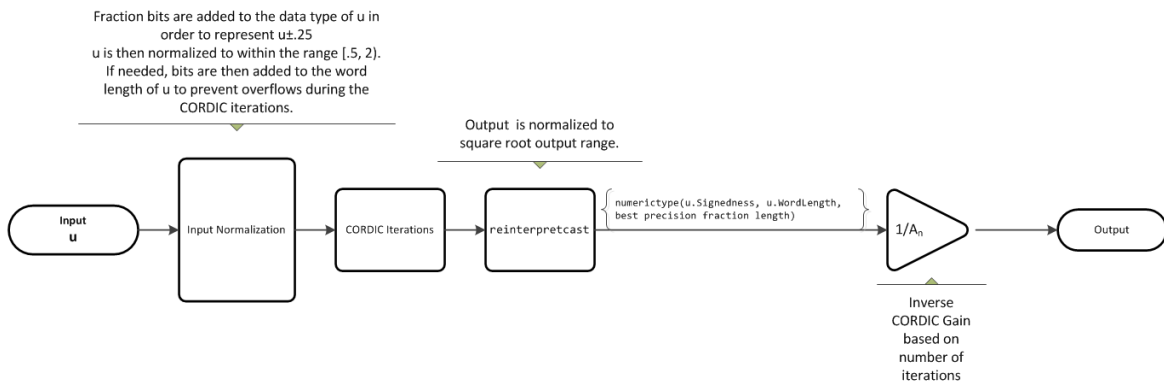 Fraction bits are added to the data type of u in
order to represent u±.25
u is then normalized to within the range [.5, 2).
If needed, bits are then added to the word
length of u to prevent overflows during the
CORDIC iterations.
Output is normalized to
square root output range.
Input
u
Input Normalization
CORDIC Iterations
reinterpretcast
numerictype(u.Signedness, u.WordLength,
best precision fraction length)
1/An
Output
Inverse
CORDIC Gain
based on
number of
iterations